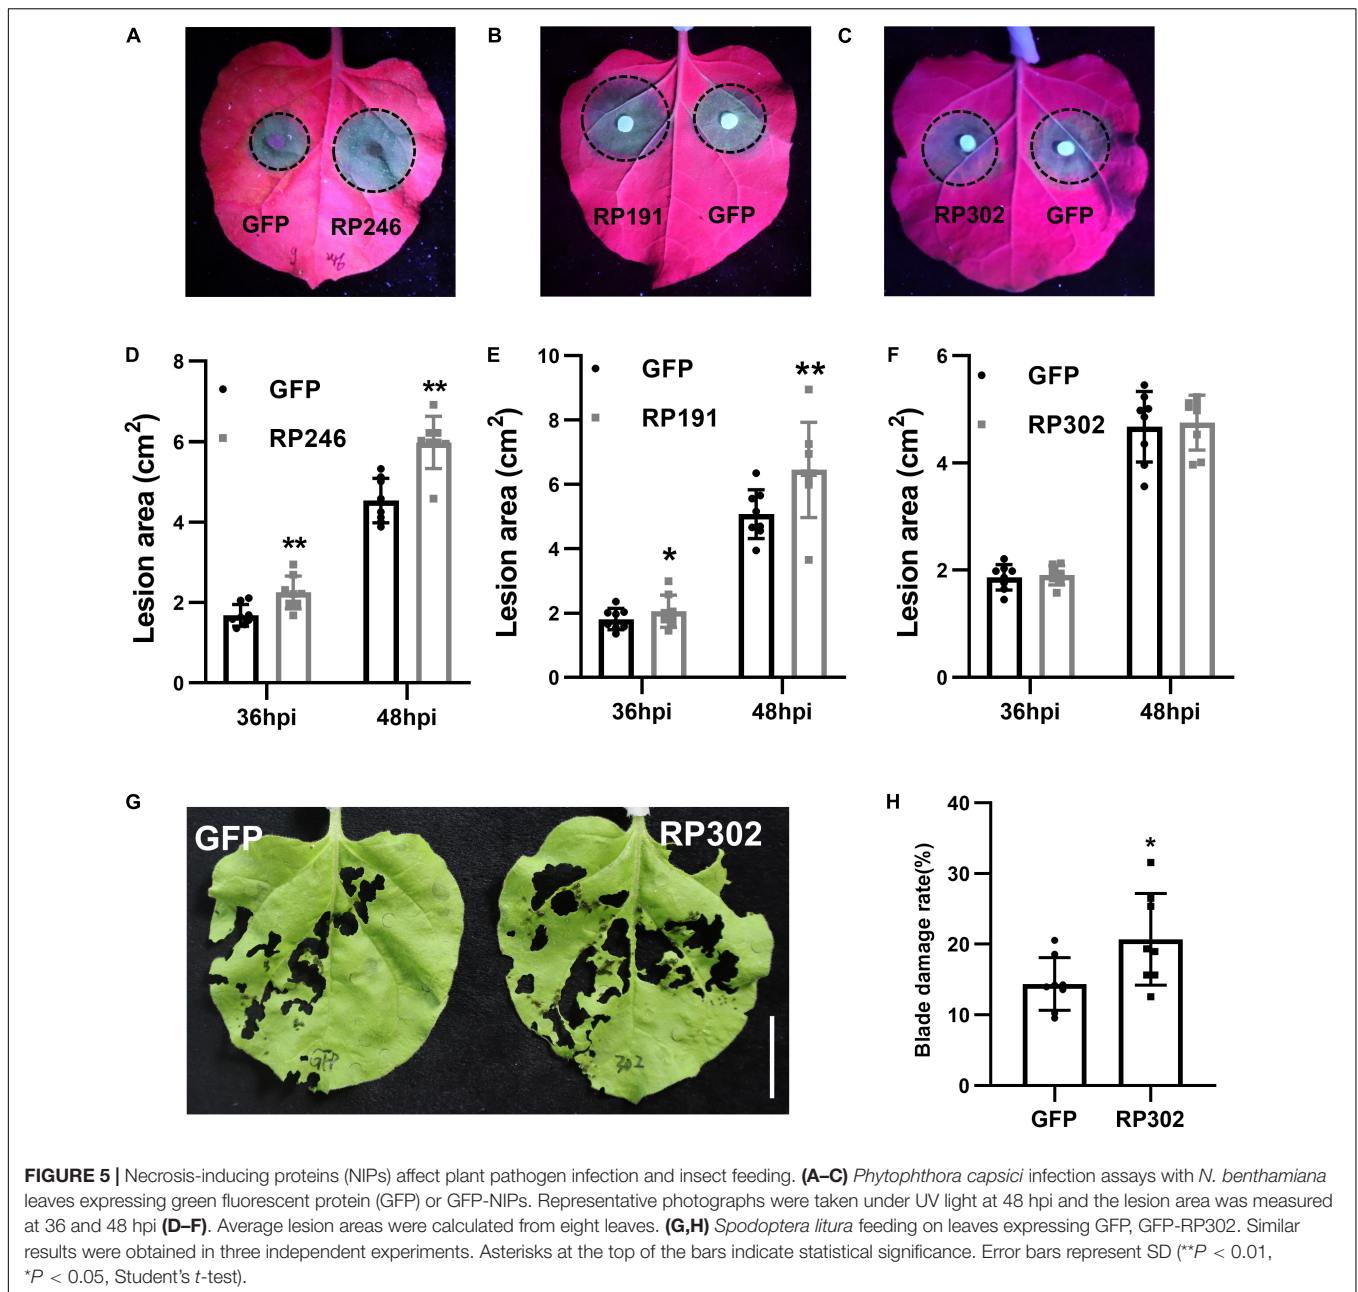 A
B
C
GFP
RP246
RP191
GFP
RP302
GFP
D
E
F
8
6
4
2
0
Lesion area (cm²)
GFP
RP246
**
**
36hpi
48hpi
10
8
6
4
2
0
Lesion area (cm²)
GFP
RP191
*
**
36hpi
48hpi
6
4
2
0
Lesion area (cm²)
GFP
RP302
36hpi
48hpi
G
GFP
RP302
GFP
302
H
40
30
20
10
0
Blade damage rate(%)
*
GFP
RP302
FIGURE 5 | Necrosis-inducing proteins (NIPs) affect plant pathogen infection and insect feeding. (A–C) Phytophthora capsici infection assays with N. benthamiana
leaves expressing green fluorescent protein (GFP) or GFP-NIPs. Representative photographs were taken under UV light at 48 hpi and the lesion area was measured
at 36 and 48 hpi (D–F). Average lesion areas were calculated from eight leaves. (G,H) Spodoptera litura feeding on leaves expressing GFP, GFP-RP302. Similar
results were obtained in three independent experiments. Asterisks at the top of the bars indicate statistical significance. Error bars represent SD (**P < 0.01,
*P < 0.05, Student's t-test).